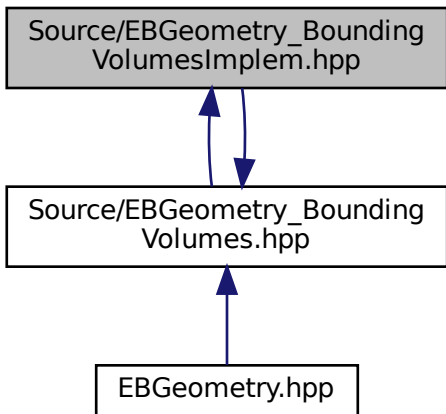 Source/EBGeometry_Bounding
VolumesImplem.hpp
Source/EBGeometry_Bounding
Volumes.hpp
EBGeometry.hpp